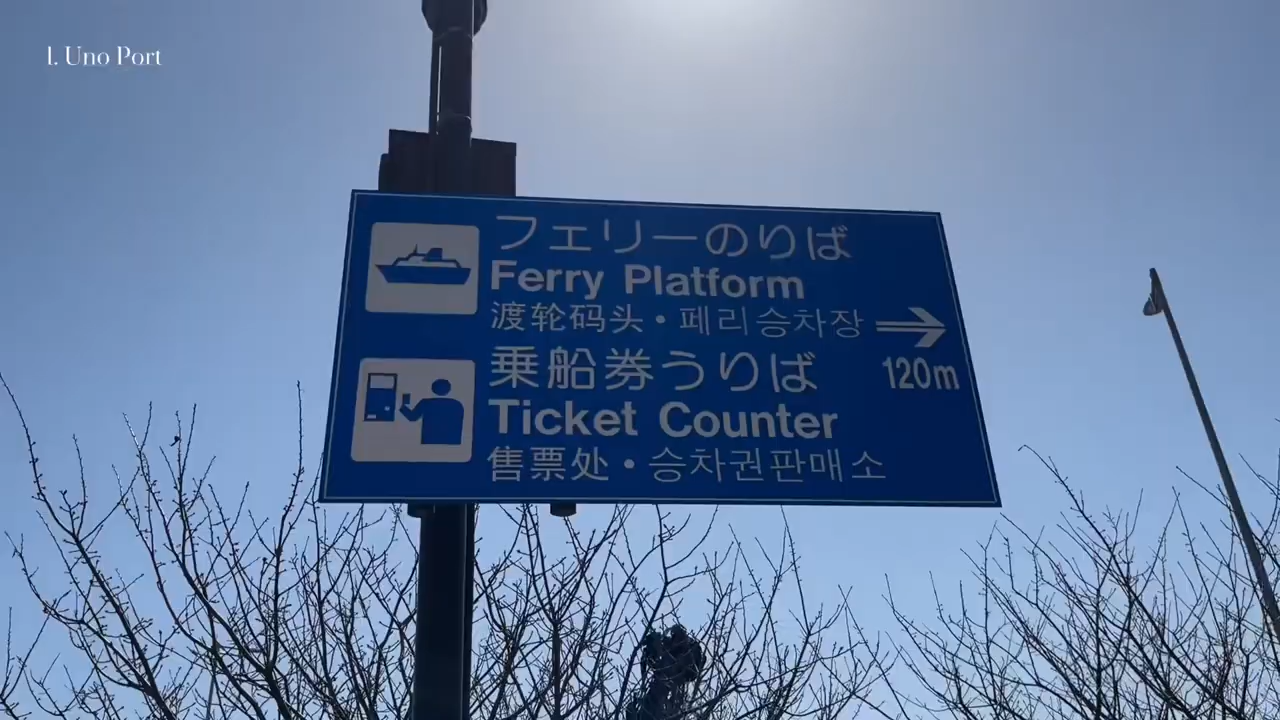 1. Uno Port
フェリーのりば
Ferry Platform
渡轮码头・페리승차장
乗船券うりば
120m
Ticket Counter
售票处・승차권판매소